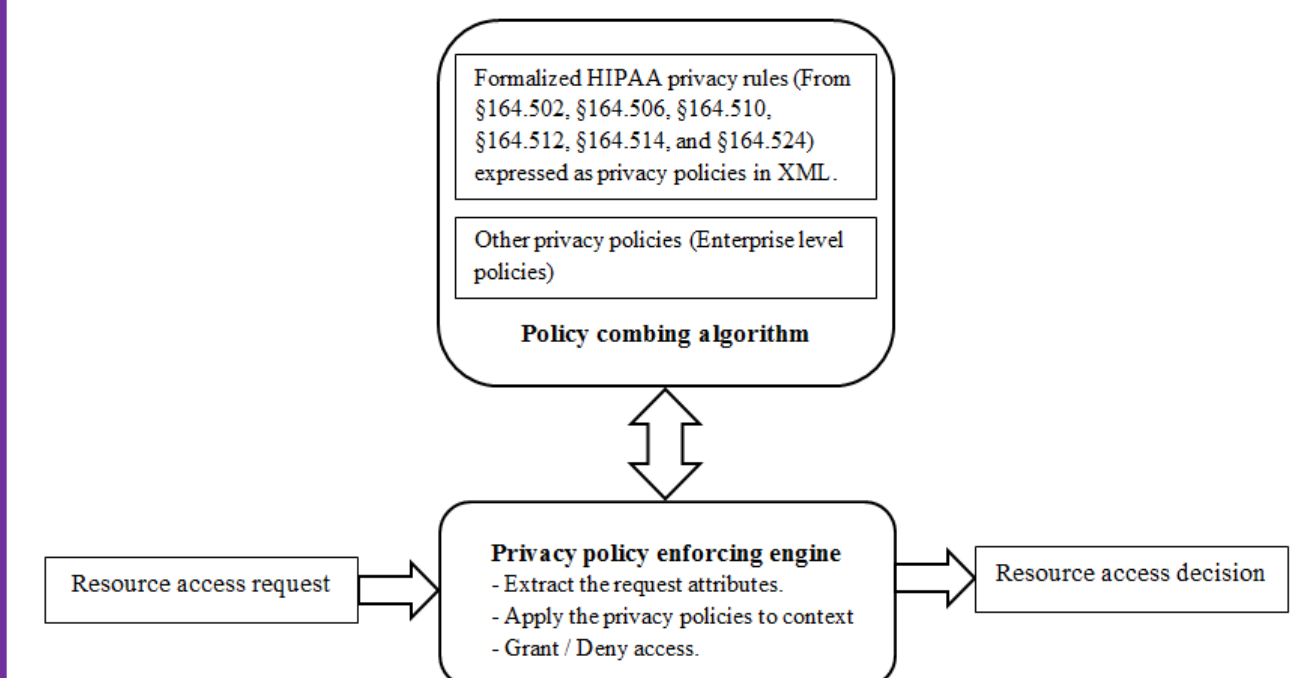 Formalized HIPAA privacy rules (From
§164.502, §164.506, §164.510,
§164.512, §164.514, and §164.524)
expressed as privacy policies in XML.
Other privacy policies (Enterprise level
policies)
Policy combing algorithm
Resource access request
Privacy policy enforcing engine
- Extract the request attributes.
- Apply the privacy policies to context
- Grant / Deny access.
Resource access decision